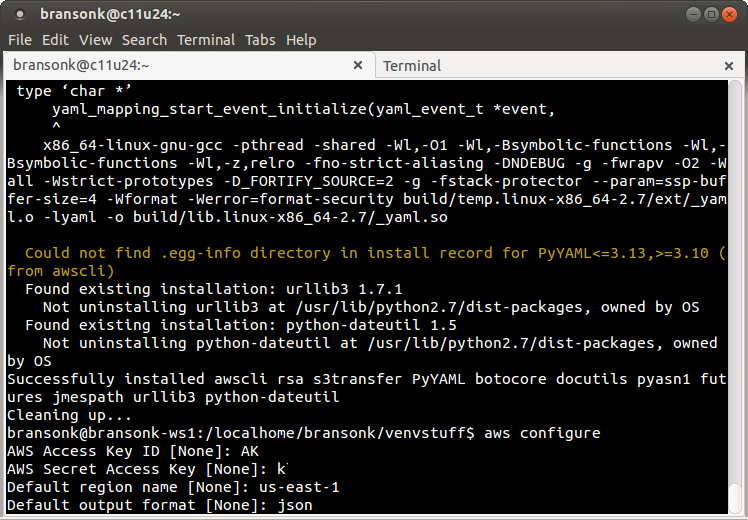 bransonk@c11u24:~
File Edit View Search Terminal Tabs Help
bransonk@c11u24:~ × Terminal ×
type ‘char *’
yaml_mapping_start_event_initialize(yaml_event_t *event,
^
x86_64-linux-gnu-gcc -pthread -shared -Wl,-O1 -Wl,-Bsymbolic-functions -Wl,-
Bsymbolic-functions -Wl,-z,relro -fno-strict-aliasing -DNDEBUG -g -fwrapv -O2 -W
all -Wstrict-prototypes -D_FORTIFY_SOURCE=2 -g -fstack-protector --param=ssp-buf
fer-size=4 -Wformat -Werror=format-security build/temp.linux-x86_64-2.7/ext/_yam
l.o -lyaml -o build/lib.linux-x86_64-2.7/_yaml.so
Could not find .egg-info directory in install record for PyYAML<=3.13,>=3.10 (
from awscli)
Found existing installation: urllib3 1.7.1
Not uninstalling urllib3 at /usr/lib/python2.7/dist-packages, owned by OS
Found existing installation: python-dateutil 1.5
Not uninstalling python-dateutil at /usr/lib/python2.7/dist-packages, owned
by OS
Successfully installed awscli rsa s3transfer PyYAML botocore docutils pyasn1 fut
ures jmespath urllib3 python-dateutil
Cleaning up...
bransonk@bransonk-ws1:/localhome/bransonk/venvstuff$ aws configure
AWS Access Key ID [None]: AK
AWS Secret Access Key [None]: k
Default region name [None]: us-east-1
Default output format [None]: json